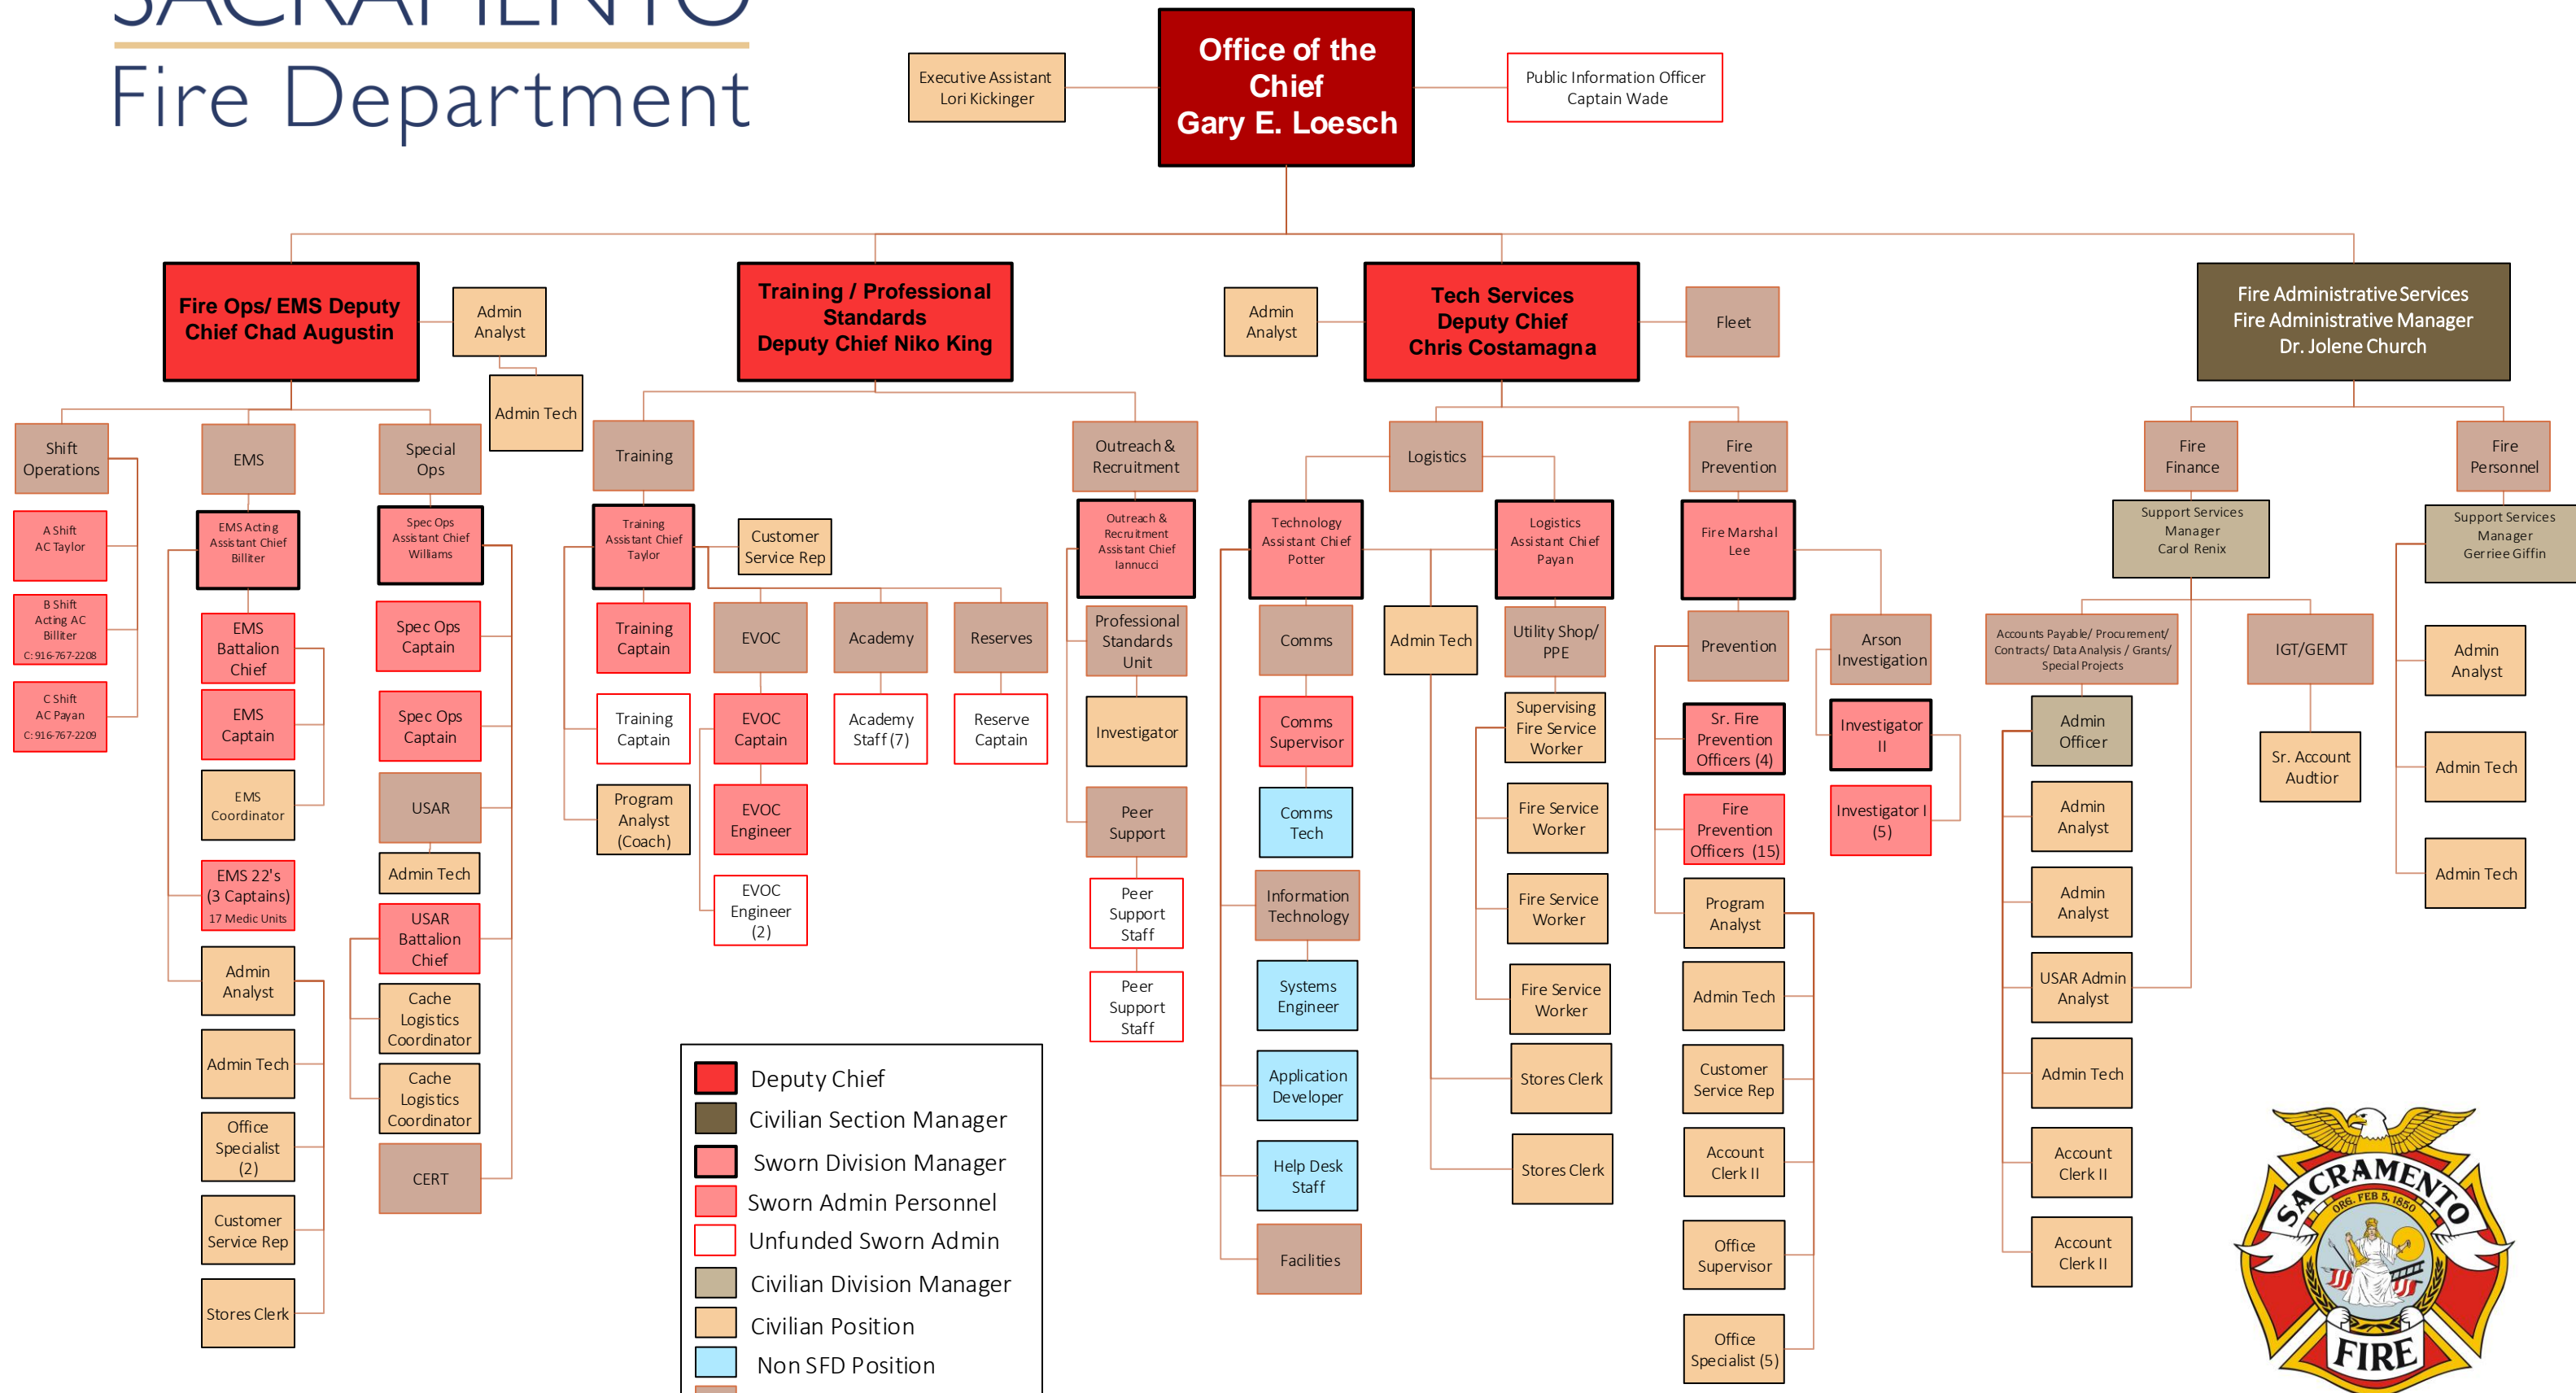 SACRAMENTO
Fire Department
Executive Assistant
Lori Kickinger
Office of the
Chief
Gary E. Loesch
Public Information Officer
Captain Wade
Fire Ops/ EMS Deputy
Chief Chad Augustin
Admin
Analyst
Admin Tech
Training / Professional
Standards
Deputy Chief Niko King
Admin
Analyst
Tech Services
Deputy Chief
Chris Costamagna
Fleet
Fire Administrative Services
Fire Administrative Manager
Dr. Jolene Church
Shift
Operations
A Shift
AC Taylor
B Shift
Acting AC
Billiter
C: 916-767-2208
C Shift
AC Payan
C: 916-767-2209
EMS
EMS Acting
Assistant Chief
Billiter
EMS
Battalion
Chief
EMS
Captain
EMS
Coordinator
EMS 22's
(3 Captains)
17 Medic Units
Admin
Analyst
Admin Tech
Office
Specialist
(2)
Customer
Service Rep
Stores Clerk
Special
Ops
Spec Ops
Assistant Chief
Williams
Spec Ops
Captain
Spec Ops
Captain
USAR
Admin Tech
USAR
Battalion
Chief
Cache
Logistics
Coordinator
Cache
Logistics
Coordinator
CERT
Training
Training
Assistant Chief
Taylor
Customer
Service Rep
Training
Captain
Training
Captain
Program
Analyst
(Coach)
EVOC
EVOC
Captain
EVOC
Engineer
EVOC
Engineer
(2)
Academy
Academy
Staff (7)
Reserves
Reserve
Captain
Outreach &
Recruitment
Outreach &
Recruitment
Assistant Chief
Iannucci
Professional
Standards
Unit
Investigator
Peer
Support
Peer
Support
Staff
Peer
Support
Staff
Logistics
Technology
Assistant Chief
Potter
Comms
Comms
Supervisor
Comms
Tech
Information
Technology
Systems
Engineer
Application
Developer
Help Desk
Staff
Facilities
Admin Tech
Logistics
Assistant Chief
Payan
Utility Shop/
PPE
Supervising
Fire Service
Worker
Fire Service
Worker
Fire Service
Worker
Fire Service
Worker
Stores Clerk
Stores Clerk
Fire
Prevention
Fire Marshal
Lee
Prevention
Sr. Fire
Prevention
Officers (4)
Fire
Prevention
Officers (15)
Program
Analyst
Admin Tech
Customer
Service Rep
Account
Clerk II
Office
Supervisor
Office
Specialist (5)
Arson
Investigation
Investigator
II
Investigator I
(5)
Fire
Finance
Support Services
Manager
Carol Renix
Accounts Payable/ Procurement/
Contracts/ Data Analysis / Grants/
Special Projects
Admin
Officer
Admin
Analyst
Admin
Analyst
USAR Admin
Analyst
Admin Tech
Account
Clerk II
Account
Clerk II
IGT/GEMT
Sr. Account
Audtior
Fire
Personnel
Support Services
Manager
Gerriee Giffin
Admin
Analyst
Admin Tech
Admin Tech
Deputy Chief
Civilian Section Manager
Sworn Division Manager
Sworn Admin Personnel
Unfunded Sworn Admin
Civilian Division Manager
Civilian Position
Non SFD Position
SACRAMENTO
ORG. FEB 5, 1850
FIRE